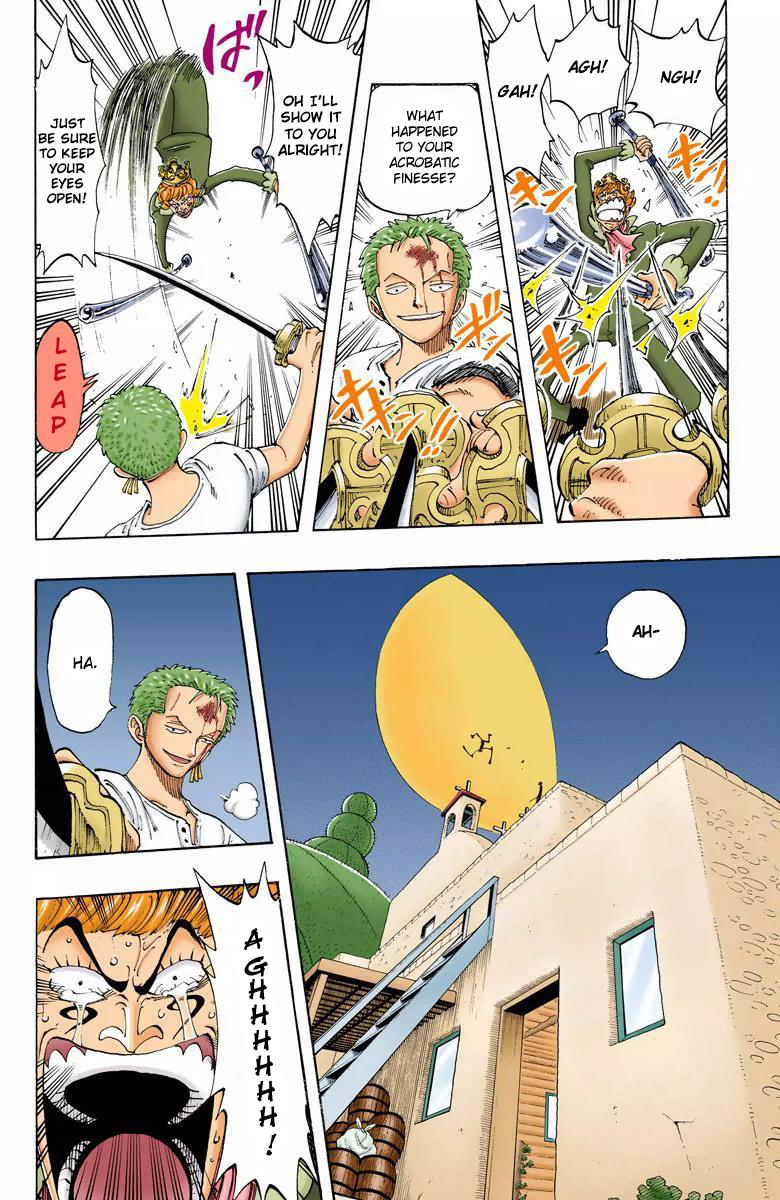 NGH!
AGH!
GAH!
キン
キン
キン!!
WHAT
HAPPENED
TO YOUR
ACROBATIC
FINESSE?
ギン!!
キン!!
OH I'LL
SHOW IT
TO YOU
ALRIGHT!
ばっ
JUST
BE SURE
TO KEEP
YOUR
EYES
OPEN!
LEAP
AH-
HA.
AGHHHHHH!